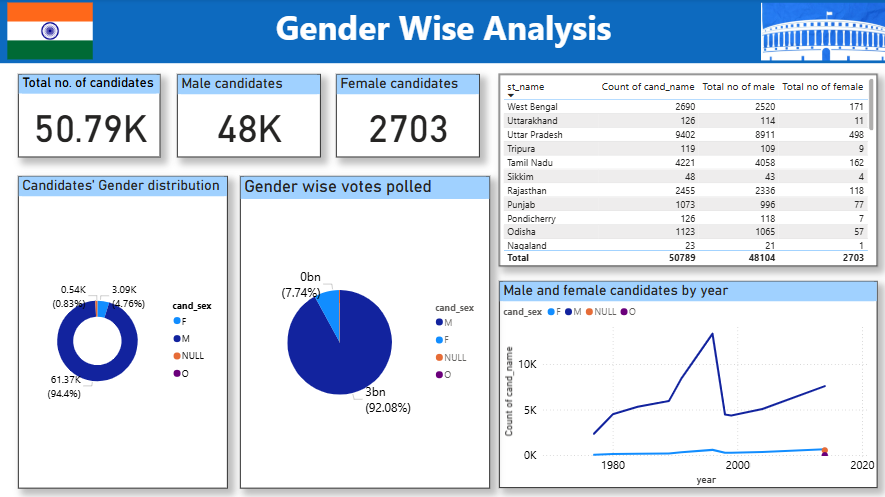 Gender Wise Analysis
Total no. of candidates
50.79K
Male candidates
48K
Female candidates
2703
st_name Count of cand_name Total no of male Total no of female
West Bengal 2690 2520 171
Uttarakhand 126 114 11
Uttar Pradesh 9402 8911 498
Tripura 119 109 9
Tamil Nadu 4221 4058 162
Sikkim 48 43 4
Rajasthan 2455 2336 118
Punjab 1073 996 77
Pondicherry 126 118 7
Odisha 1123 1065 57
Nagaland 23 21 1
Total 50789 48104 2703
Candidates' Gender distribution
0.54K
(0.83%)
3.09K
(4.76%)
61.37K
(94.4%)
cand_sex
F
M
NULL
O
Gender wise votes polled
0bn
(7.74%)
3bn
(92.08%)
cand_sex
M
F
NULL
O
Male and female candidates by year
cand_sex F M NULL O
Count of cand_name
10K
5K
0K
1980 2000 2020
year